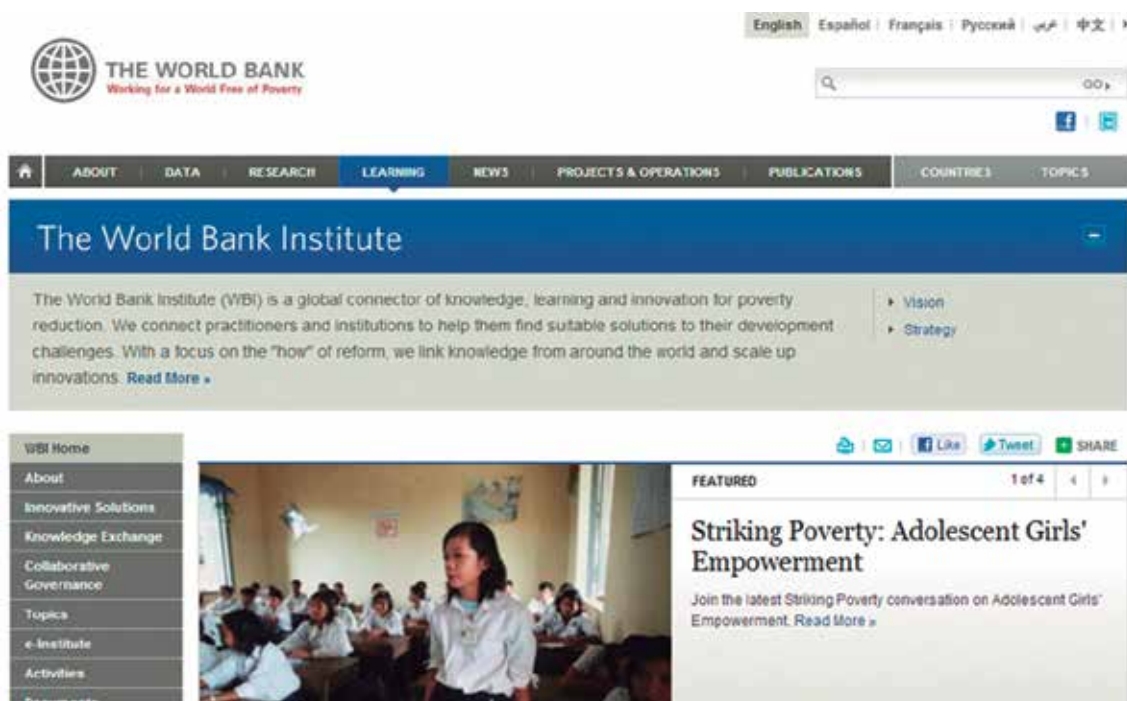 English Español Français Русский عربي 中文
THE WORLD BANK
Working for a World Free of Poverty
GO
ABOUT DATA RESEARCH LEARNING NEWS PROJECTS & OPERATIONS PUBLICATIONS COUNTRIES TOPICS
The World Bank Institute
The World Bank Institute (WBI) is a global connector of knowledge, learning and innovation for poverty
reduction. We connect practitioners and institutions to help them find suitable solutions to their development
challenges. With a focus on the "how" of reform, we link knowledge from around the world and scale up
innovations. Read More »
Vision
Strategy
WBI Home
About
Innovative Solutions
Knowledge Exchange
Collaborative
Governance
Topics
e-Institute
Activities
Like Tweet SHARE
FEATURED 1 of 4
Striking Poverty: Adolescent Girls'
Empowerment
Join the latest Striking Poverty conversation on Adolescent Girls'
Empowerment. Read More »